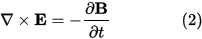 ∇ × **E** = −∂**B**/∂t (2)